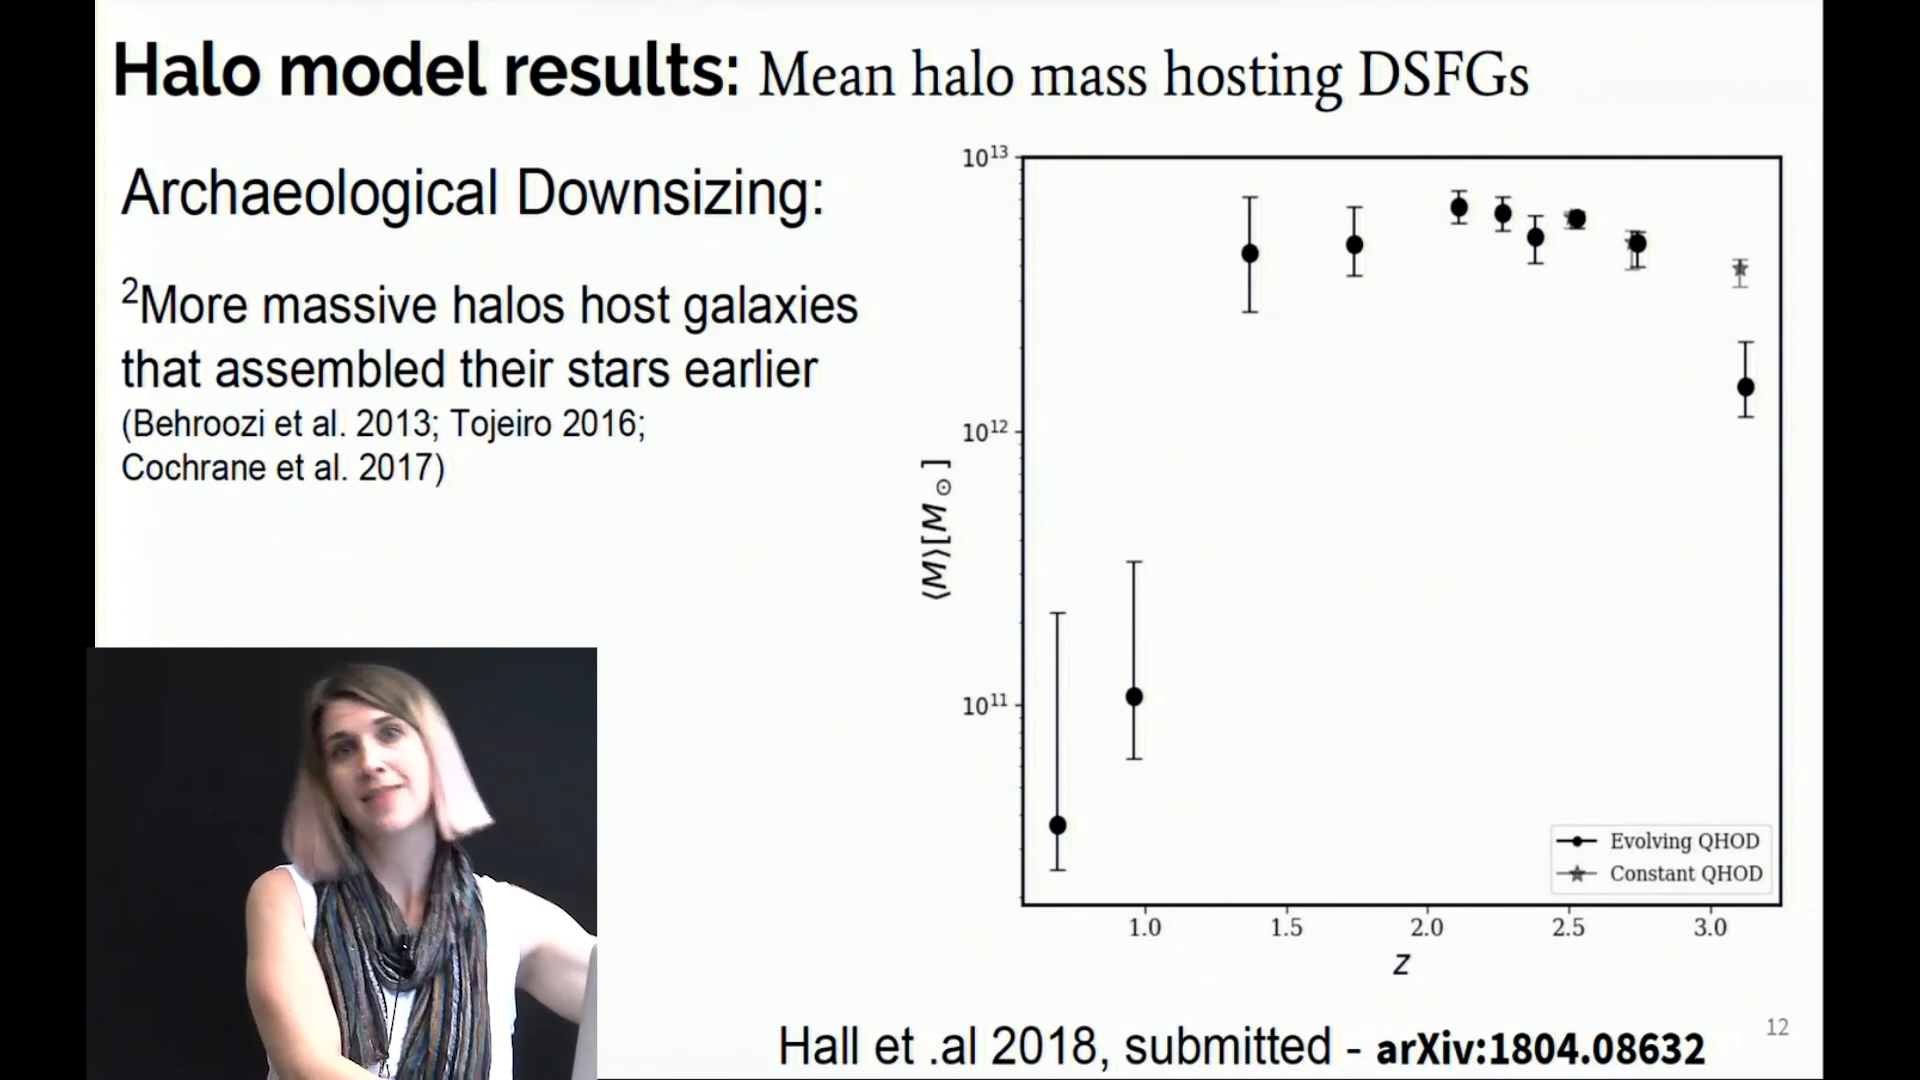 Halo model results: Mean halo mass hosting DSFGs
Archaeological Downsizing:
²More massive halos host galaxies
that assembled their stars earlier
(Behroozi et al. 2013; Tojeiro 2016;
Cochrane et al. 2017)
10¹³
10¹²
10¹¹
⟨M⟩[M⊙]
1.0 1.5 2.0 2.5 3.0
z
Evolving QHOD
Constant QHOD
Hall et .al 2018, submitted - arXiv:1804.08632
12